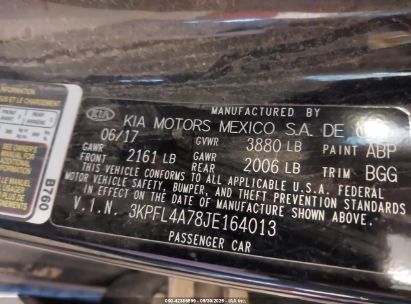 MANUFACTURED BY
KIA KIA MOTORS MEXICO S.A. DE
06/17 GVWR 3880 LB PAINT ABP
GAWR FRONT 2161 LB GAWR REAR 2006 LB TRIM BGG
THIS VEHICLE CONFORMS TO ALL APPLICABLE U.S.A. FEDERAL
MOTOR VEHICLE SAFETY, BUMPER, AND THEFT PREVENTION STANDARDS
IN EFFECT ON THE DATE OF MANUFACTURE SHOWN ABOVE.
V.I.N. 3KPFL4A78JE164013
PASSENGER CAR
B760